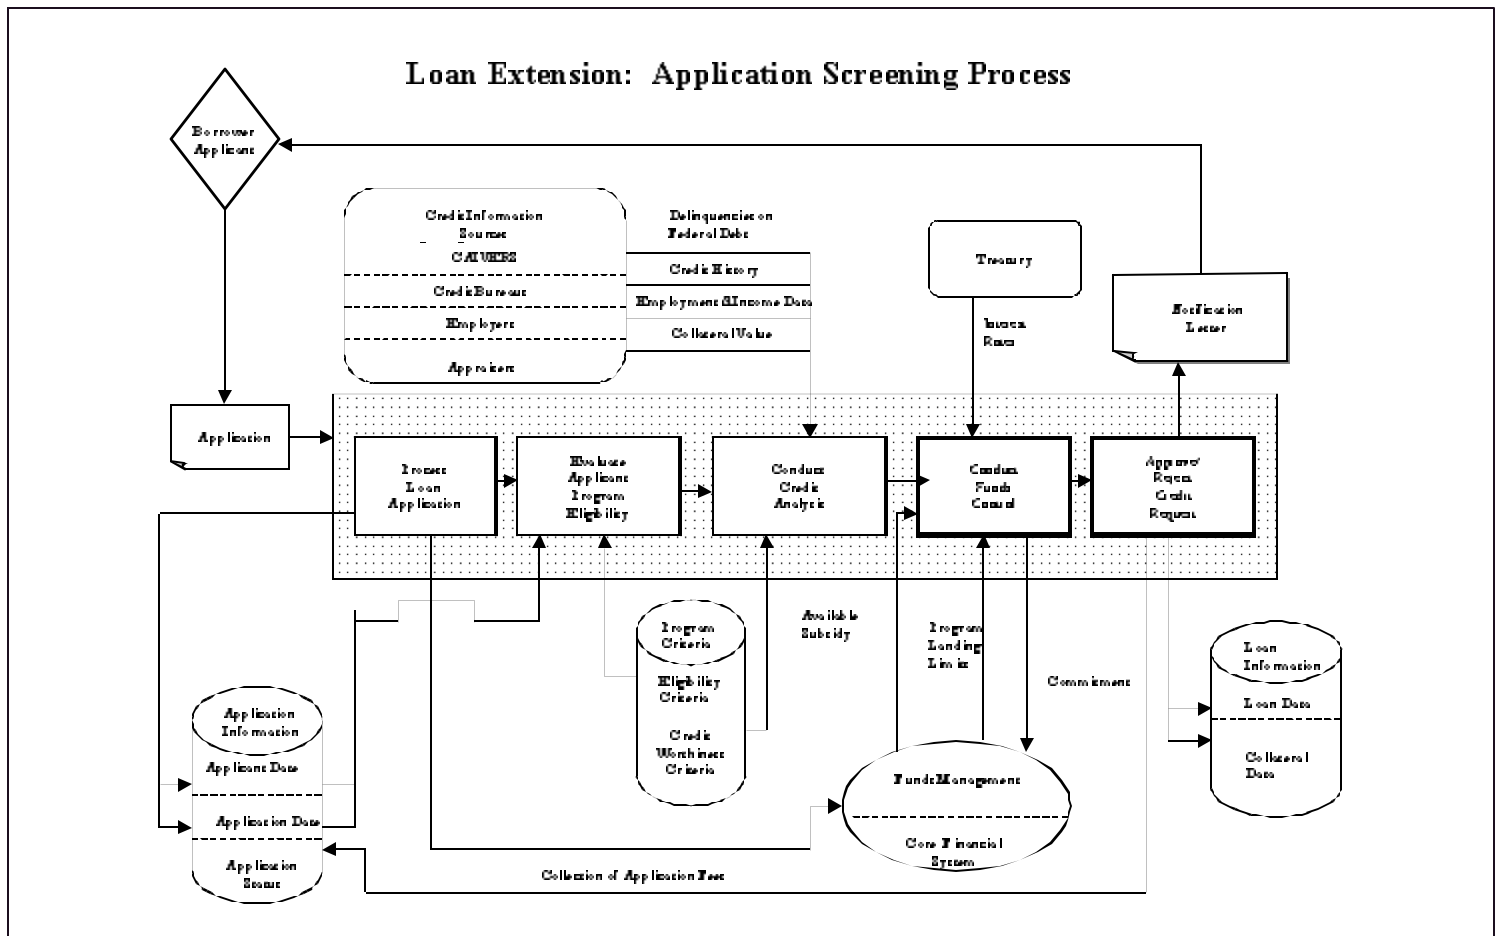 Loan Extension: Application Screening Process
Borrower
Applicant
Credit Information
Sources
CAIVRS
Credit Bureaus
Employers
Appraisers
Delinquencies on
Federal Debt
Credit History
Employment & Income Data
Collateral Value
Treasury
Interest
Rates
Notification
Letter
Application
Process
Loan
Application
Evaluate
Applicant
Program
Eligibility
Conduct
Credit
Analysis
Conduct
Funds
Control
Approve/
Reject
Credit
Request
Program
Criteria
Eligibility
Criteria
Credit
Worthiness
Criteria
Available
Subsidy
Program
Landing
Limits
Commitment
Loan
Information
Loan Data
Collateral
Data
Application
Information
Applicant Data
Application Data
Application
Status
Funds Management
Core Financial
System
Collection of Application Fees